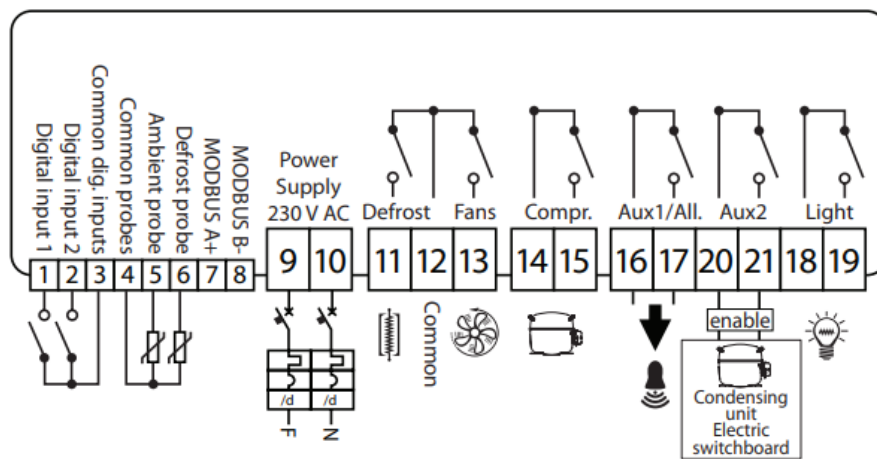 Digital input 1
Digital input 2
Common dig. inputs
Common probes
Ambient probe
Defrost probe
MODBUS A+
MODBUS B-
Power
Supply
230 V AC
Defrost
Fans
Compr.
Aux1/All.
Aux2
Light
1 2 3 4 5 6 7 8 9 10 11 12 13 14 15 16 17 20 21 18 19
Common
enable
/d /d
F N
Condensing
unit
Electric
switchboard